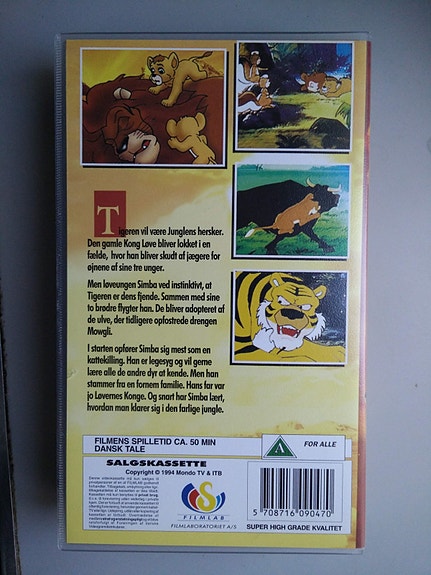 Tigeren vil være Junglens hersker.
Den gamle Kong Løve bliver lokket i en
fælde, hvor han bliver skudt af jægere for
øjnene af sine tre unger.
Men løveungen Simba ved instinktivt, at
Tigeren er dens fjende. Sammen med sine
to brødre flygter han. De bliver adopteret af
de ulve, der tidligere opfostrede drengen
Mowgli.
I starten opfører Simba sig mest som en
kattekilling. Han er legesyg og vil gerne
lære alle de andre dyr at kende. Men han
stammer fra en fornem familie. Hans far var
jo Løvernes Konge. Og snart har Simba lært,
hvordan man klarer sig i den farlige jungle.
FILMENS SPILLETID CA. 50 MIN
DANSK TALE
A
FOR ALLE
SALGSKASSETTE
Copyright © 1994 Mondo TV & ITB
FILMLAB
FILMLABORATORIET A/S
5 708716 090470
SUPER HIGH GRADE KVALITET